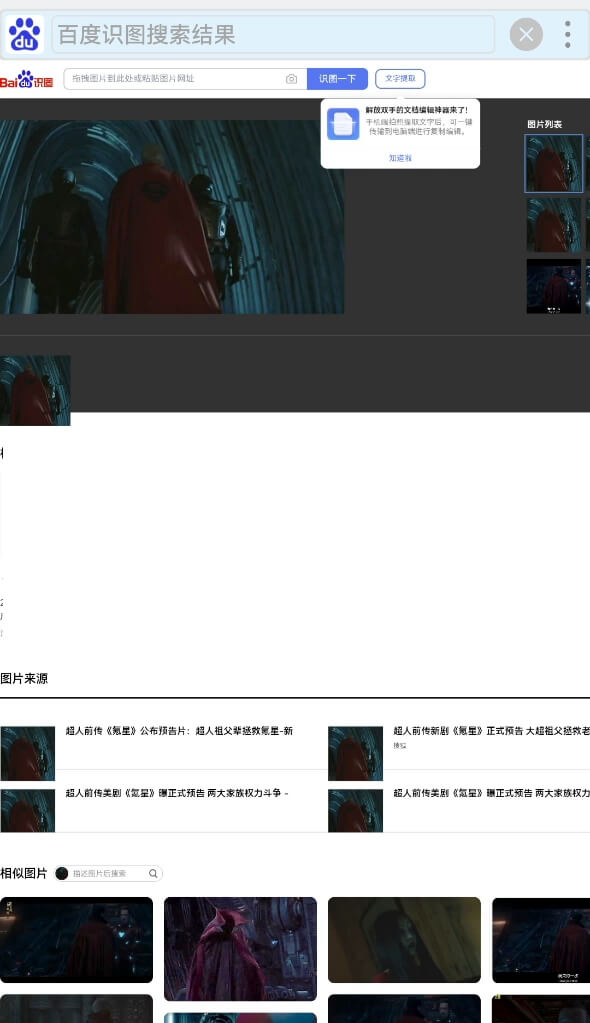 百度识图搜索结果
Bai du 识图
拖拽图片到此处或粘贴图片网址
识图一下
文字提取
解放双手的文档编辑神器来了!
手机端拍照提取文字后，可一键
传输到电脑端进行复制编辑。
知道啦
图片列表
图片来源
超人前传《氪星》公布预告片：超人祖父辈拯救氪星-新
超人前传新剧《氪星》正式预告 大超祖父拯救老
搜狐
超人前传美剧《氪星》曝正式预告 两大家族权力斗争 -
超人前传美剧《氪星》曝正式预告 两大家族权力
相似图片
描述图片后搜索